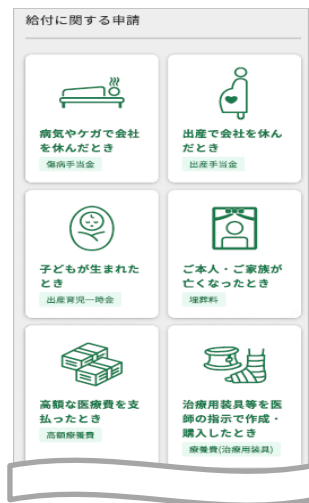 給付に関する申請
病気やケガで会社
を休んだとき
傷病手当金
出産で会社を休ん
だとき
出産手当金
子どもが生まれた
とき
出産育児一時金
ご本人・ご家族が
亡くなったとき
埋葬料
高額な医療費を支
払ったとき
高額療養費
治療用装具等を医
師の指示で作成・
購入したとき
療養費(治療用装具)